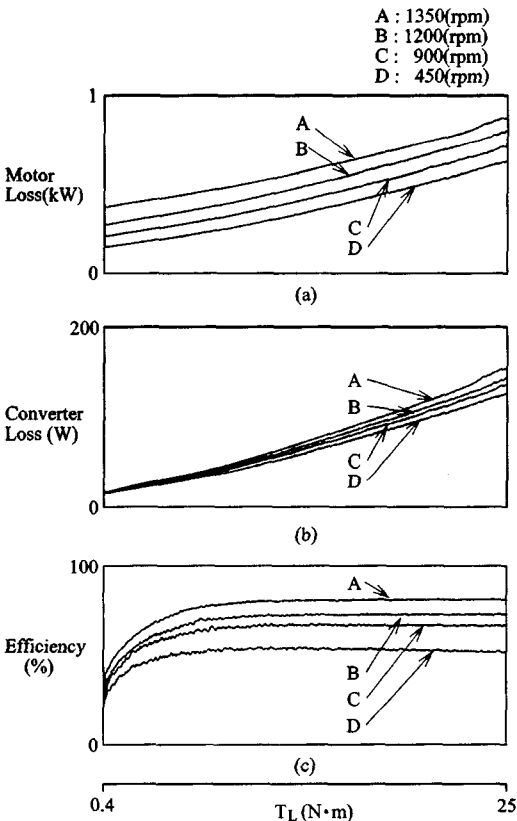 A : 1350(rpm)
B : 1200(rpm)
C : 900(rpm)
D : 450(rpm)
1
A
B
Motor
Loss(kW)
C
D
0
(a)
200
A
B
Converter
Loss (W)
C
D
0
(b)
100
A
Efficiency
(%)
B
C
D
0
(c)
0.4
T_L (N·m)
25